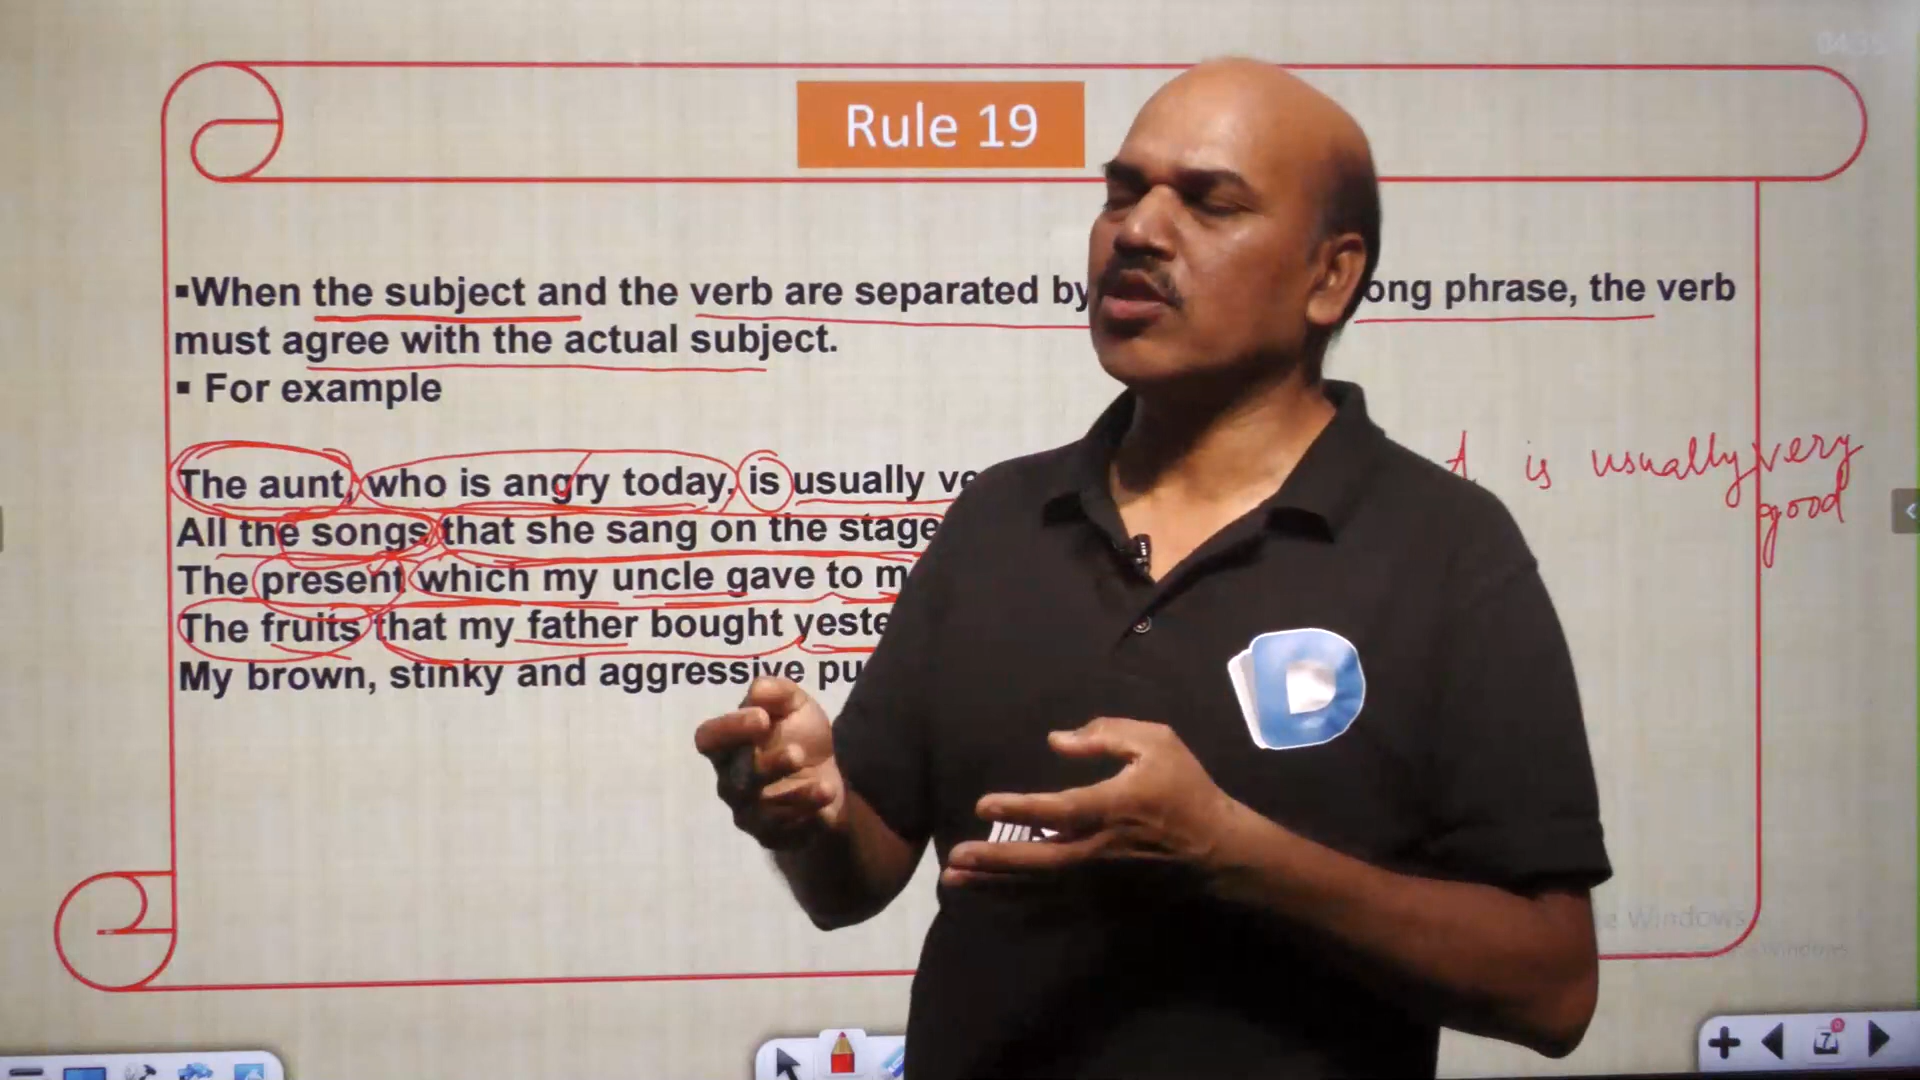 Rule 19
▪When the subject and the verb are separated by ong phrase, the verb
must agree with the actual subject.
▪ For example
The aunt, who is angry today, is usually ve
All the songs that she sang on the stage
The present which my uncle gave to m
The fruits that my father bought yeste
My brown, stinky and aggressive pu
is usually very
good
D
7